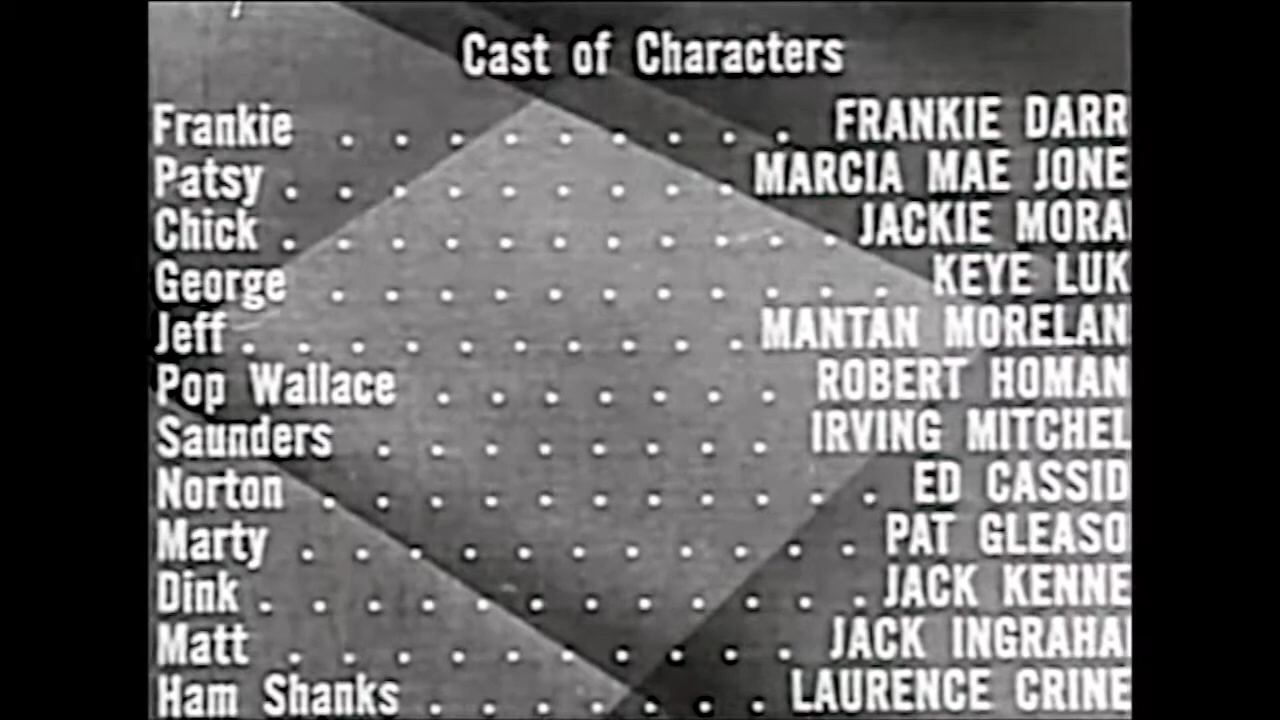 Cast of Characters
Frankie . . . . . . . . . FRANKIE DARR
Patsy . . . . . . . . . MARCIA MAE JONE
Chick . . . . . . . . . . . JACKIE MORA
George . . . . . . . . . . . KEYE LUK
Jeff . . . . . . . . . . MANTAN MORELAN
Pop Wallace . . . . . . . ROBERT HOMAN
Saunders . . . . . . . . IRVING MITCHEL
Norton . . . . . . . . . . . ED CASSID
Marty . . . . . . . . . . . PAT GLEASO
Dink . . . . . . . . . . . . JACK KENNE
Matt . . . . . . . . . . JACK INGRAHA
Ham Shanks . . . . . . . LAURENCE CRINE